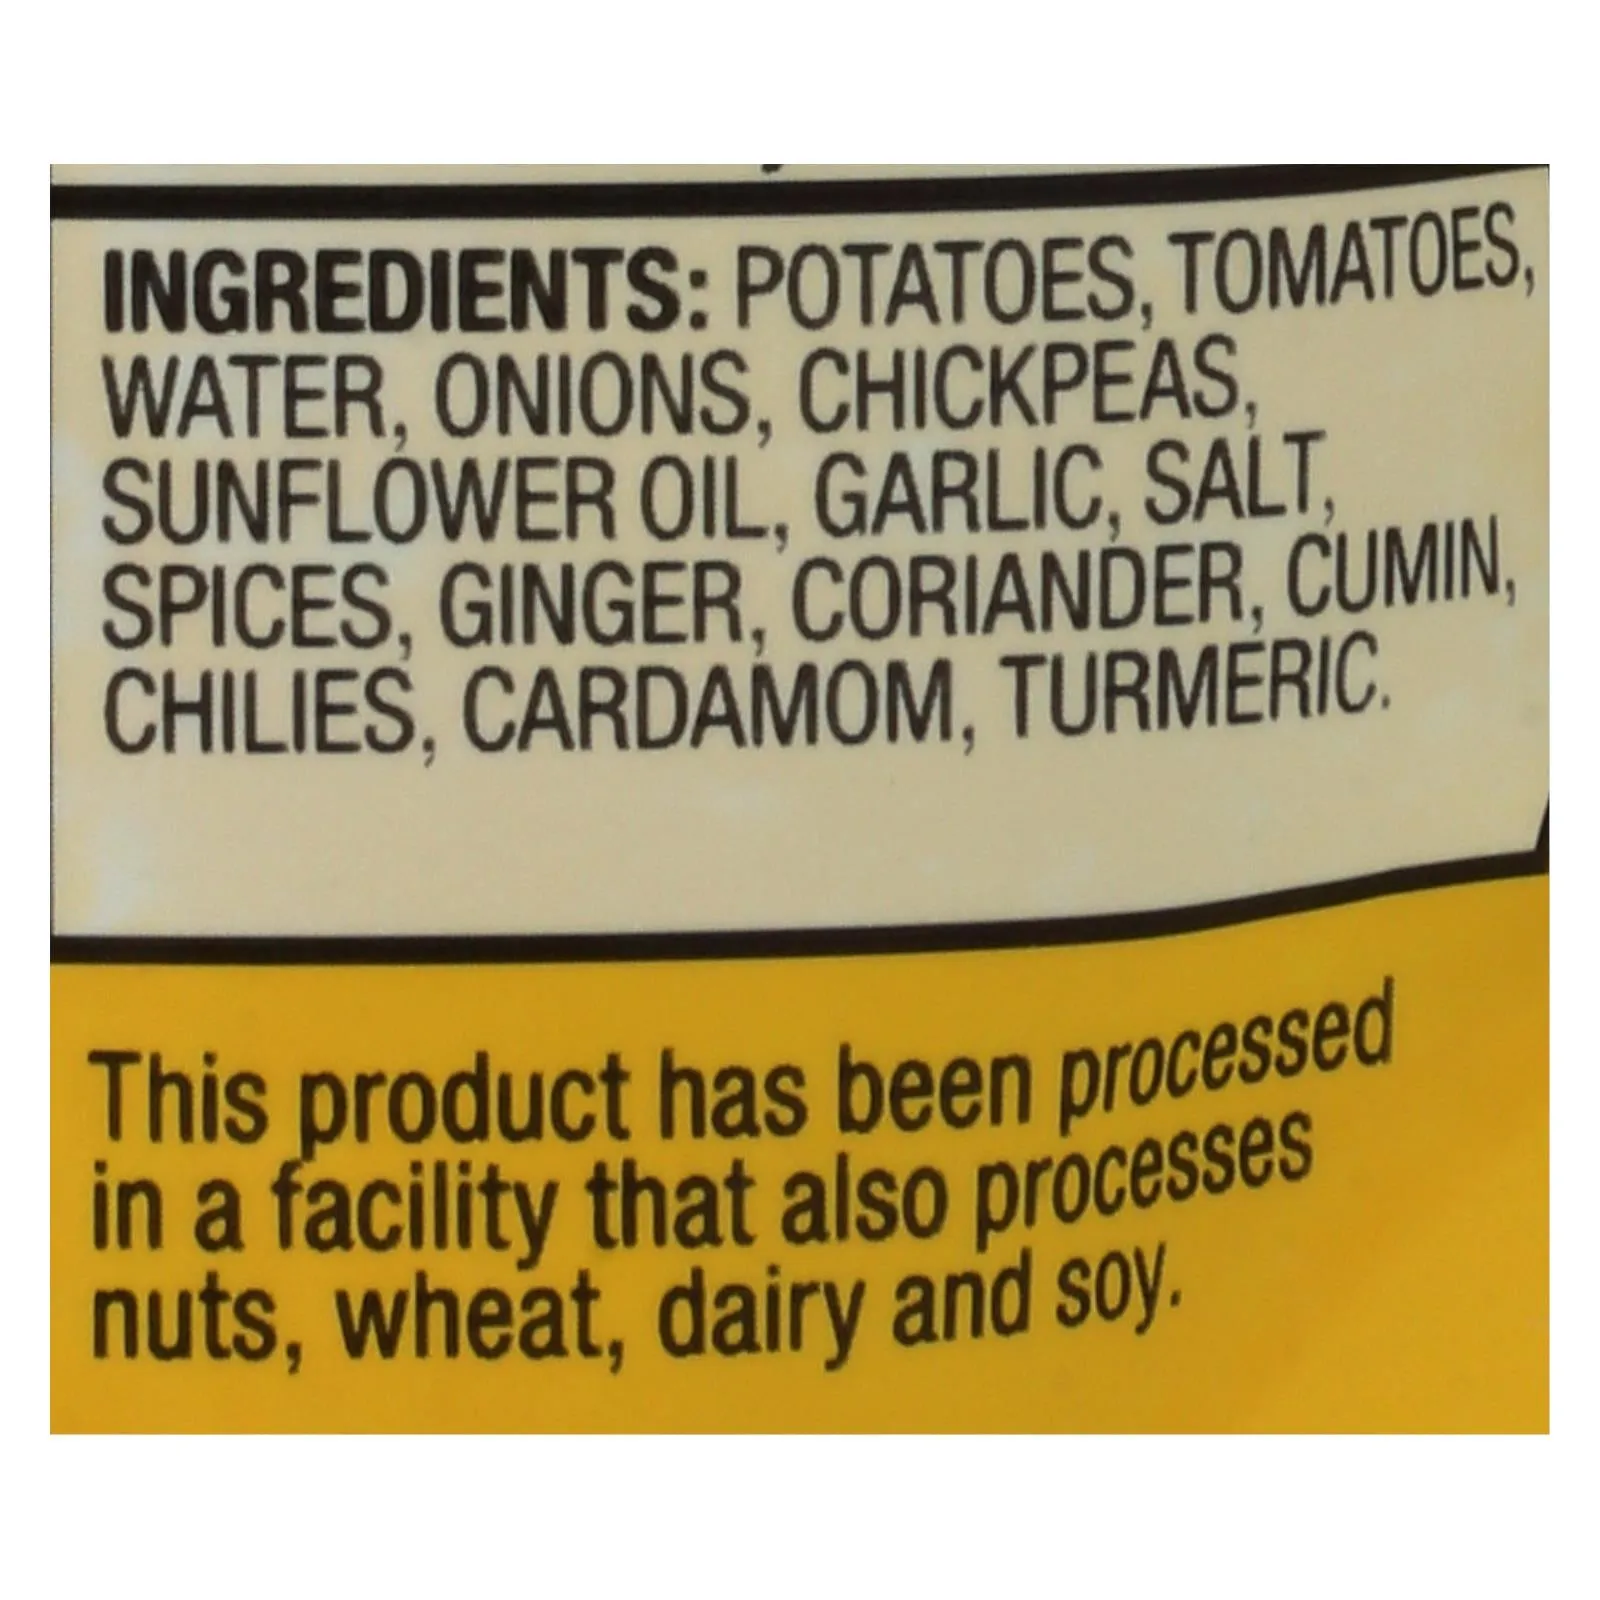 INGREDIENTS: POTATOES, TOMATOES,
WATER, ONIONS, CHICKPEAS,
SUNFLOWER OIL, GARLIC, SALT,
SPICES, GINGER, CORIANDER, CUMIN,
CHILIES, CARDAMOM, TURMERIC.
This product has been processed
in a facility that also processes
nuts, wheat, dairy and soy.